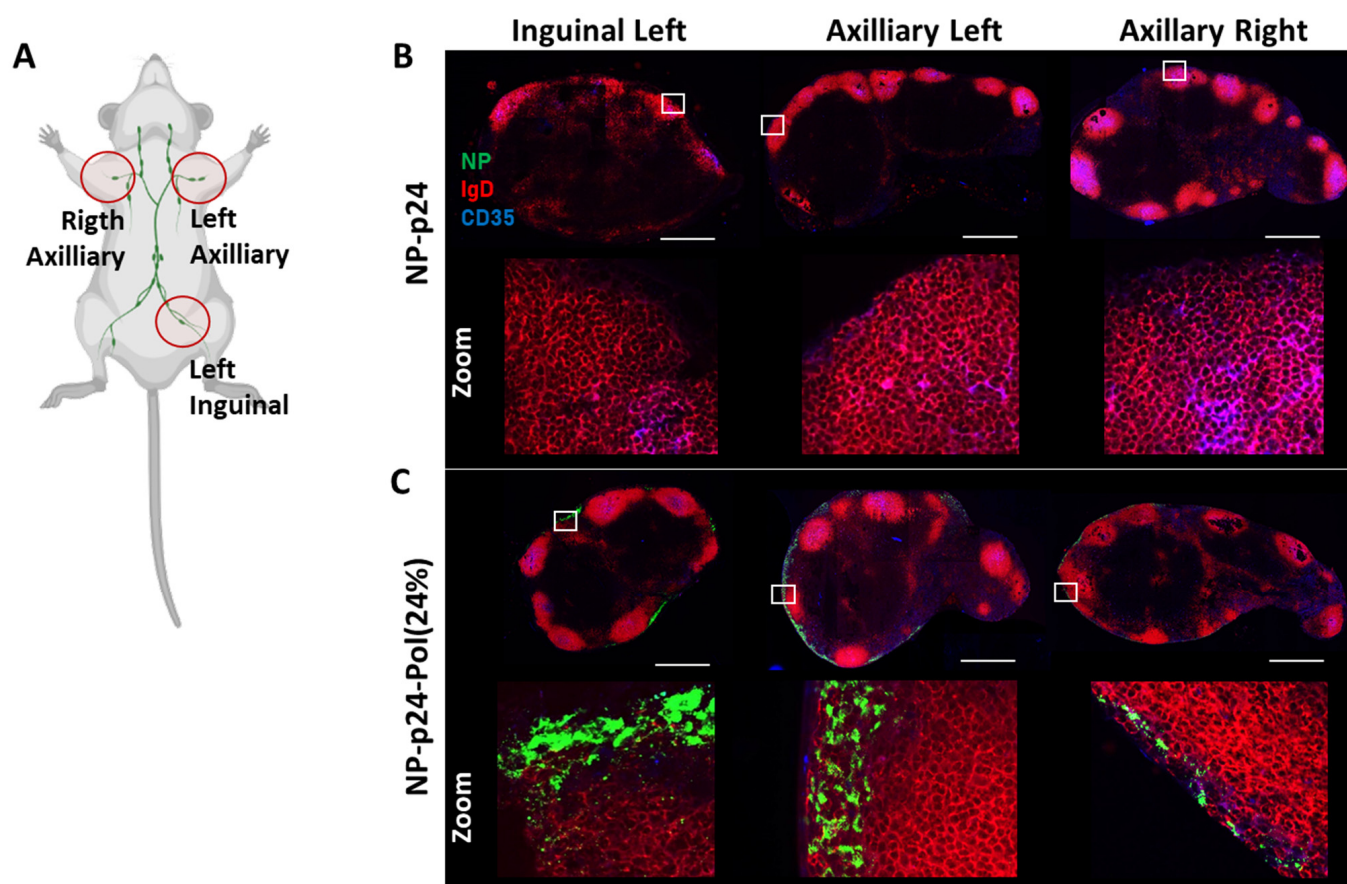 A
Rigth
Axilliary
Left
Axilliary
Left
Inguinal
Inguinal Left
Axilliary Left
Axillary Right
B
NP-p24
NP
IgD
CD35
Zoom
C
NP-p24-Pol(24%)
Zoom